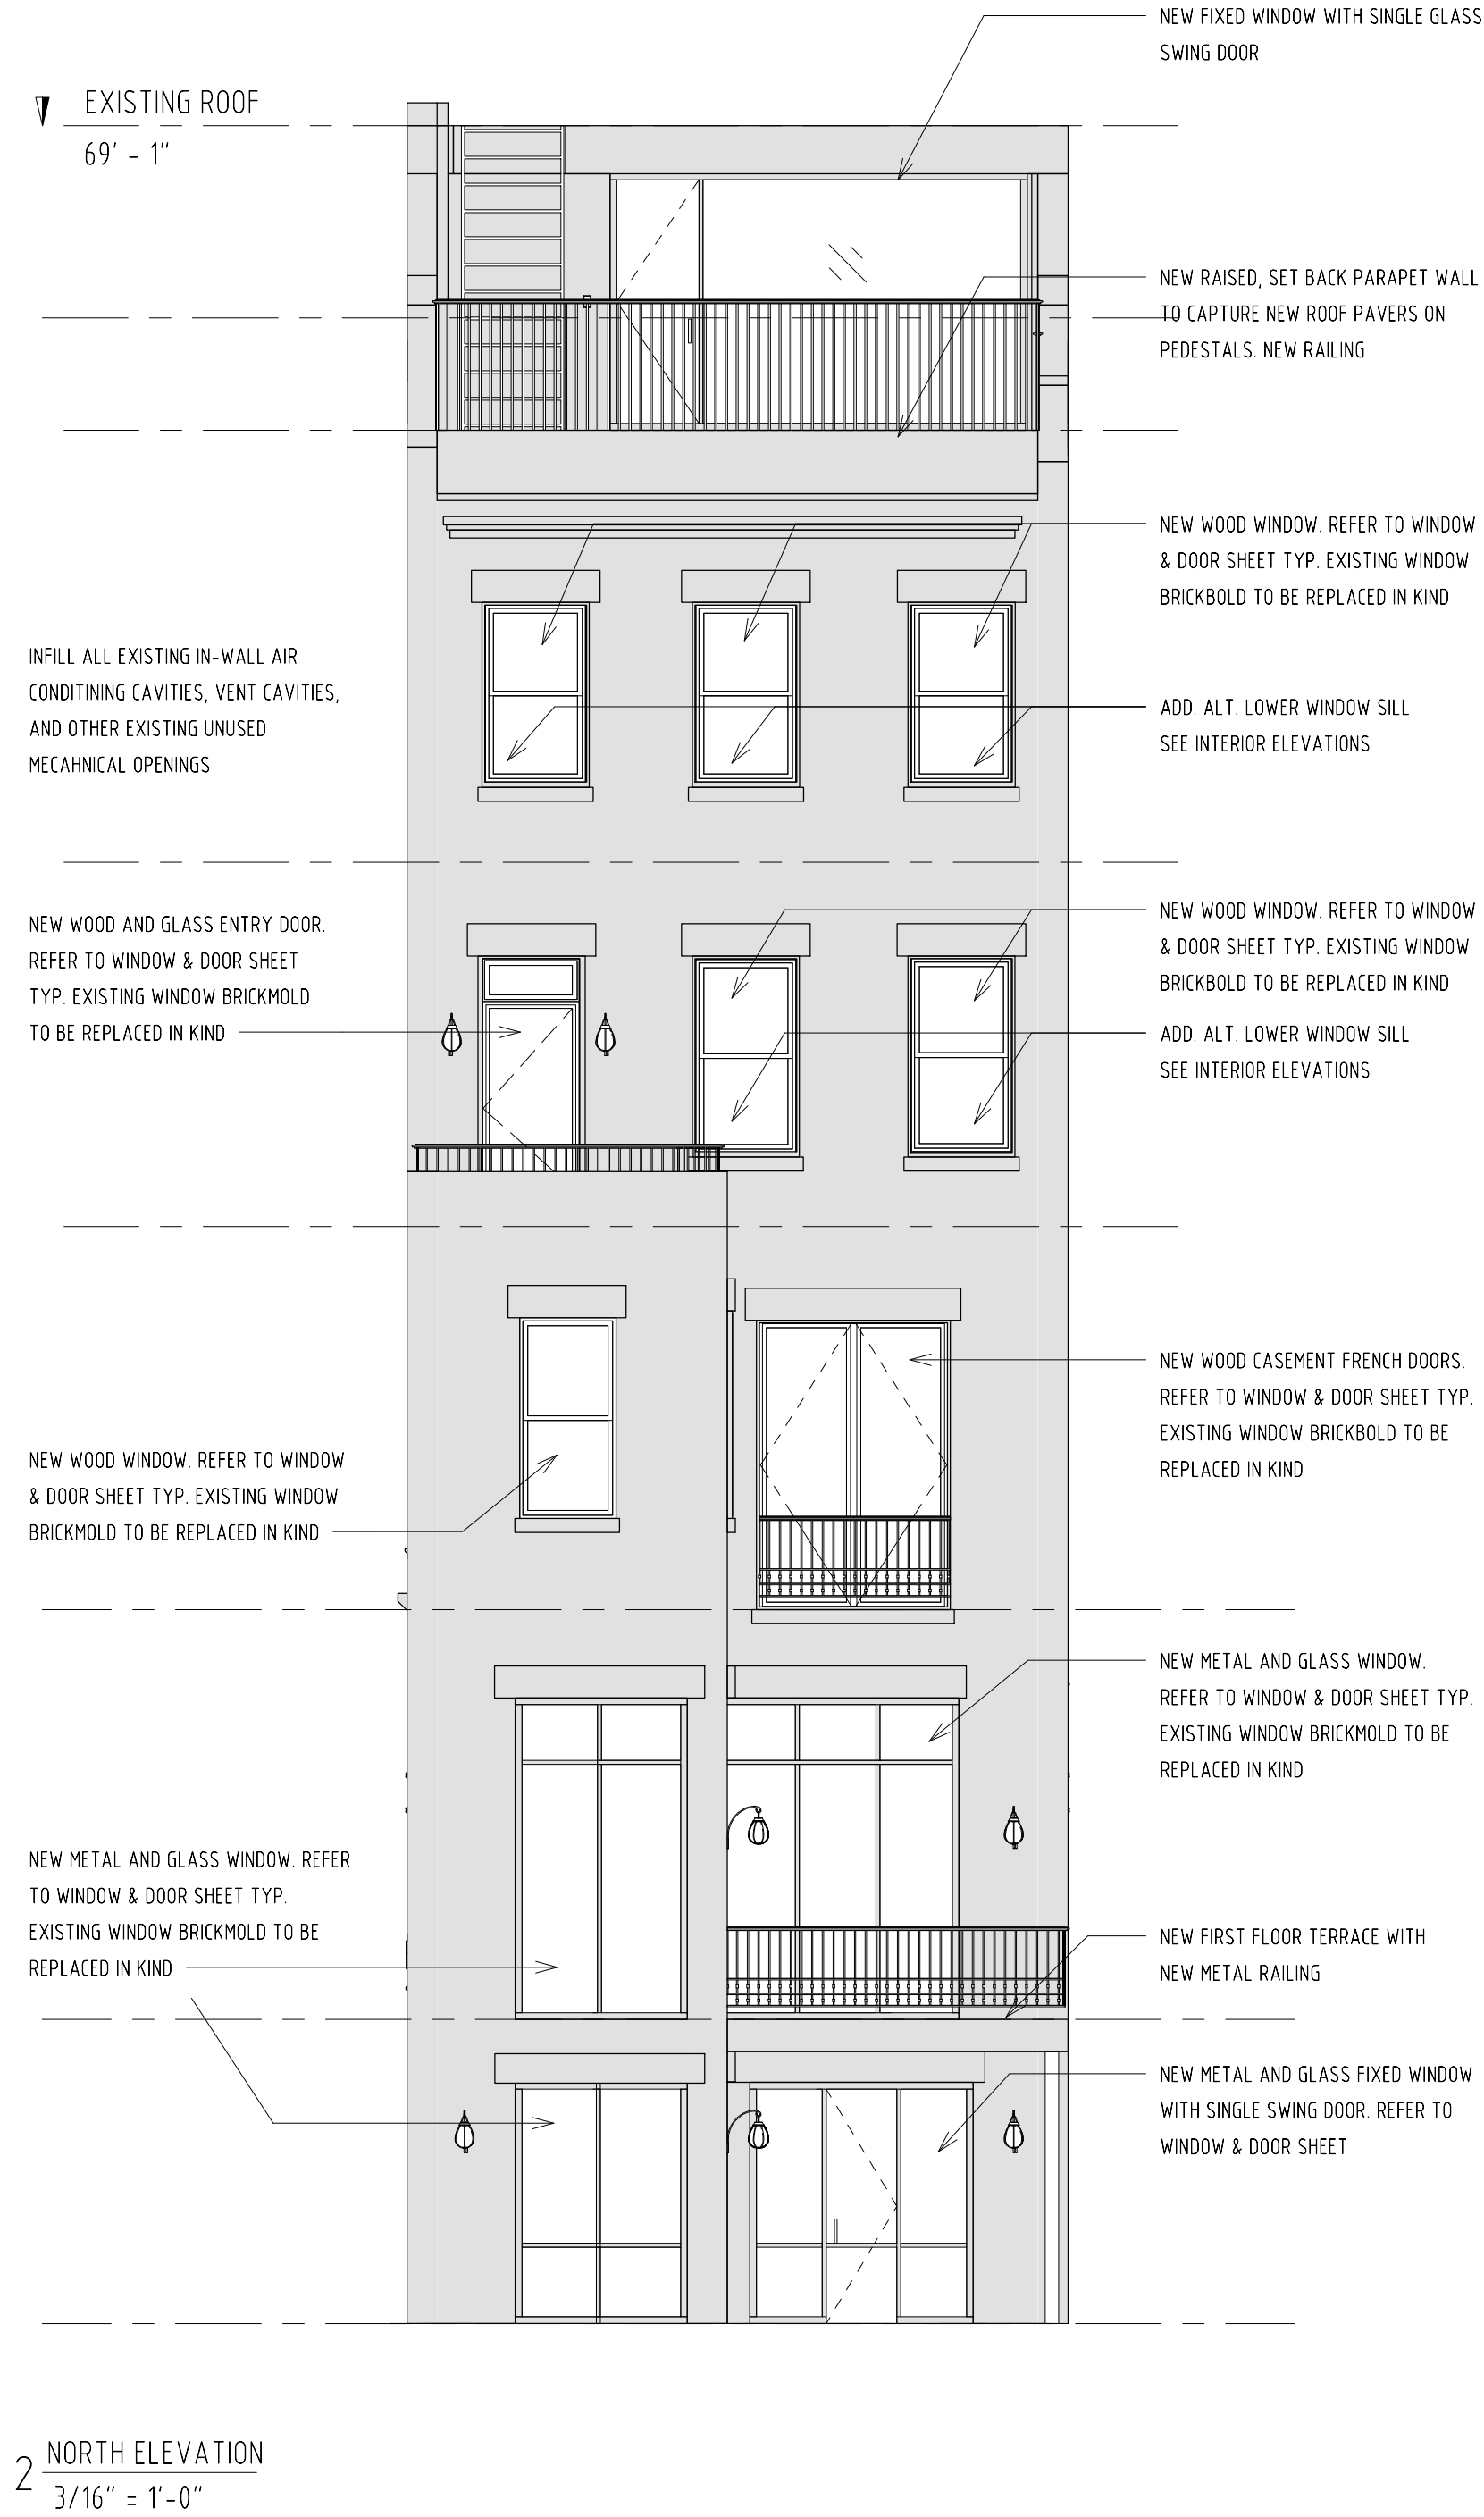 NEW FIXED WINDOW WITH SINGLE GLASS
SWING DOOR
EXISTING ROOF
69' - 1"
NEW RAISED, SET BACK PARAPET WALL
TO CAPTURE NEW ROOF PAVERS ON
PEDESTALS. NEW RAILING
NEW WOOD WINDOW. REFER TO WINDOW
& DOOR SHEET TYP. EXISTING WINDOW
BRICKBOLD TO BE REPLACED IN KIND
INFILL ALL EXISTING IN-WALL AIR
CONDITINING CAVITIES, VENT CAVITIES,
AND OTHER EXISTING UNUSED
MECAHNICAL OPENINGS
ADD. ALT. LOWER WINDOW SILL
SEE INTERIOR ELEVATIONS
NEW WOOD AND GLASS ENTRY DOOR.
REFER TO WINDOW & DOOR SHEET
TYP. EXISTING WINDOW BRICKMOLD
TO BE REPLACED IN KIND
NEW WOOD WINDOW. REFER TO WINDOW
& DOOR SHEET TYP. EXISTING WINDOW
BRICKBOLD TO BE REPLACED IN KIND
ADD. ALT. LOWER WINDOW SILL
SEE INTERIOR ELEVATIONS
NEW WOOD CASEMENT FRENCH DOORS.
REFER TO WINDOW & DOOR SHEET TYP.
EXISTING WINDOW BRICKBOLD TO BE
REPLACED IN KIND
NEW WOOD WINDOW. REFER TO WINDOW
& DOOR SHEET TYP. EXISTING WINDOW
BRICKMOLD TO BE REPLACED IN KIND
NEW METAL AND GLASS WINDOW.
REFER TO WINDOW & DOOR SHEET TYP.
EXISTING WINDOW BRICKMOLD TO BE
REPLACED IN KIND
NEW METAL AND GLASS WINDOW. REFER
TO WINDOW & DOOR SHEET TYP.
EXISTING WINDOW BRICKMOLD TO BE
REPLACED IN KIND
NEW FIRST FLOOR TERRACE WITH
NEW METAL RAILING
NEW METAL AND GLASS FIXED WINDOW
WITH SINGLE SWING DOOR. REFER TO
WINDOW & DOOR SHEET
2 NORTH ELEVATION
3/16" = 1'-0"